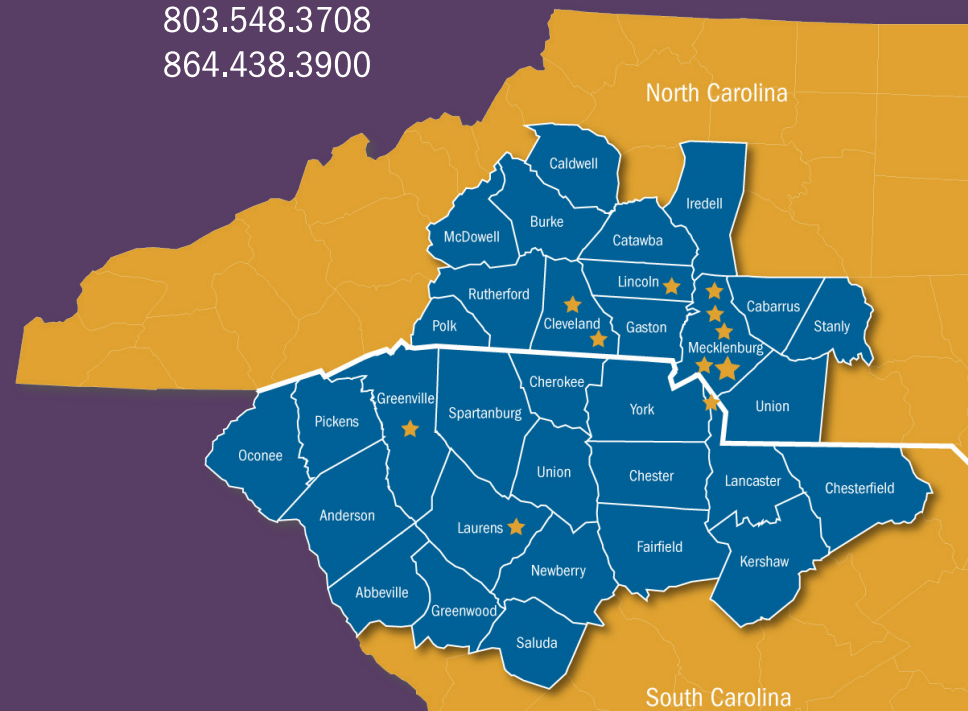 803.548.3708
864.438.3900
North Carolina
Caldwell
Iredell
Burke
McDowell
Catawba
Lincoln
Rutherford
Cabarrus
Polk
Cleveland
Gaston
Stanly
Mecklenburg
Cherokee
Greenville
Spartanburg
York
Union
Pickens
Oconee
Union
Chester
Lancaster
Chesterfield
Anderson
Laurens
Fairfield
Kershaw
Newberry
Abbeville
Greenwood
Saluda
South Carolina